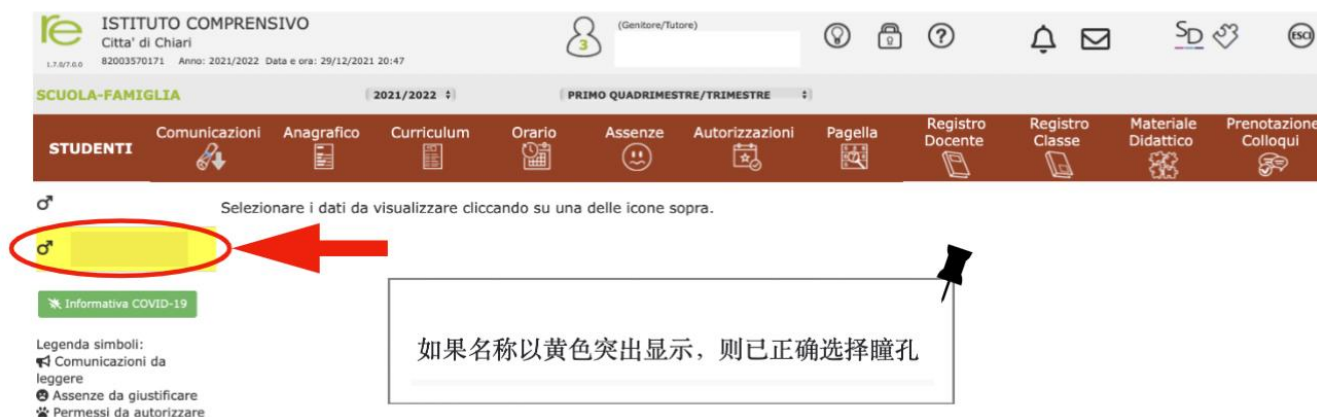 re ISTITUTO COMPRENSIVO
Citta' di Chiari
1.7.0/7.0.0 82003570171 Anno: 2021/2022 Data e ora: 29/12/2021 20:47
3
(Genitore/Tutore)
SD
ESCI
SCUOLA-FAMIGLIA 2021/2022 PRIMO QUADRIMESTRE/TRIMESTRE
STUDENTI Comunicazioni Anagrafico Curriculum Orario Assenze Autorizzazioni Pagella Registro Docente Registro Classe Materiale Didattico Prenotazione Colloqui
Selezionare i dati da visualizzare cliccando su una delle icone sopra.
Informativa COVID-19
如果名称以黄色突出显示，则已正确选择瞳孔
Legenda simboli:
Comunicazioni da
leggere
Assenze da giustificare
Permessi da autorizzare